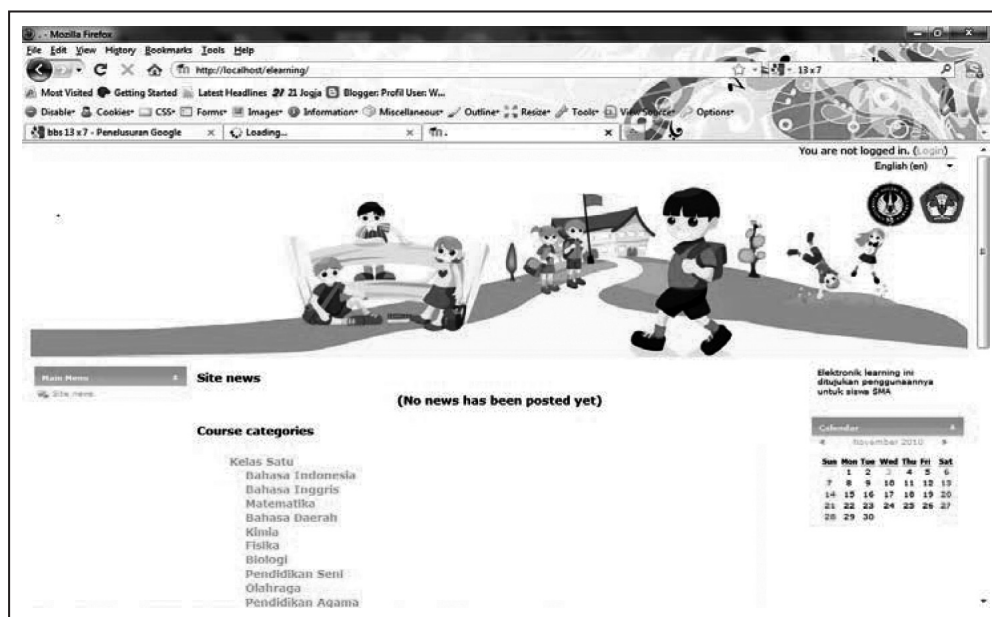 . - Mozilla Firefox
File Edit View History Bookmarks Tools Help
http://localhost/elearning/
13 x 7
Most Visited Getting Started Latest Headlines 21 Jogja Blogger: Profil User: W...
Disable Cookies CSS Forms Images Information Miscellaneous Outline Resize Tools View Source Options
bbs 13 x 7 - Penelusuran Google
Loading...
You are not logged in. (Login)
English (en)
Main Menu
Site news
Site news
(No news has been posted yet)
Course categories
Kelas Satu
Bahasa Indonesia
Bahasa Inggris
Matematika
Bahasa Daerah
Kimia
Fisika
Biologi
Pendidikan Seni
Olahraga
Pendidikan Agama
Elektronik learning ini
ditujukan penggunaannya
untuk siswa SMA
Calendar
November 2010
Sun Mon Tue Wed Thu Fri Sat
1 2 3 4 5 6
7 8 9 10 11 12 13
14 15 16 17 18 19 20
21 22 23 24 25 26 27
28 29 30